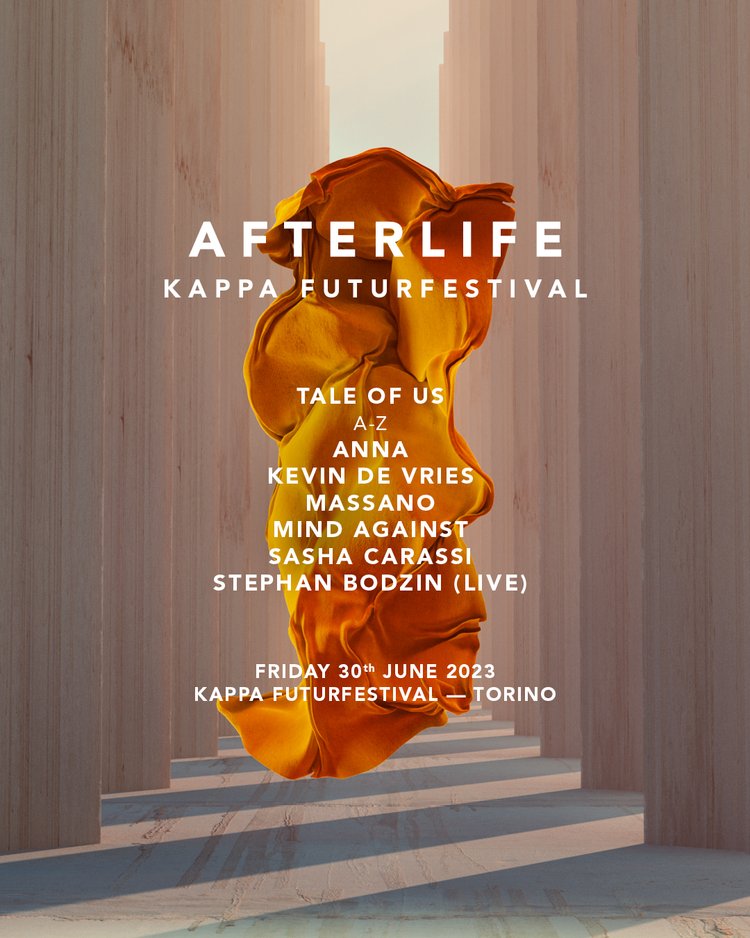 AFTERLIFE
KAPPA FUTURFESTIVAL
TALE OF US
A-Z
ANNA
KEVIN DE VRIES
MASSANO
MIND AGAINST
SASHA CARASSI
STEPHAN BODZIN (LIVE)
FRIDAY 30th JUNE 2023
KAPPA FUTURFESTIVAL — TORINO